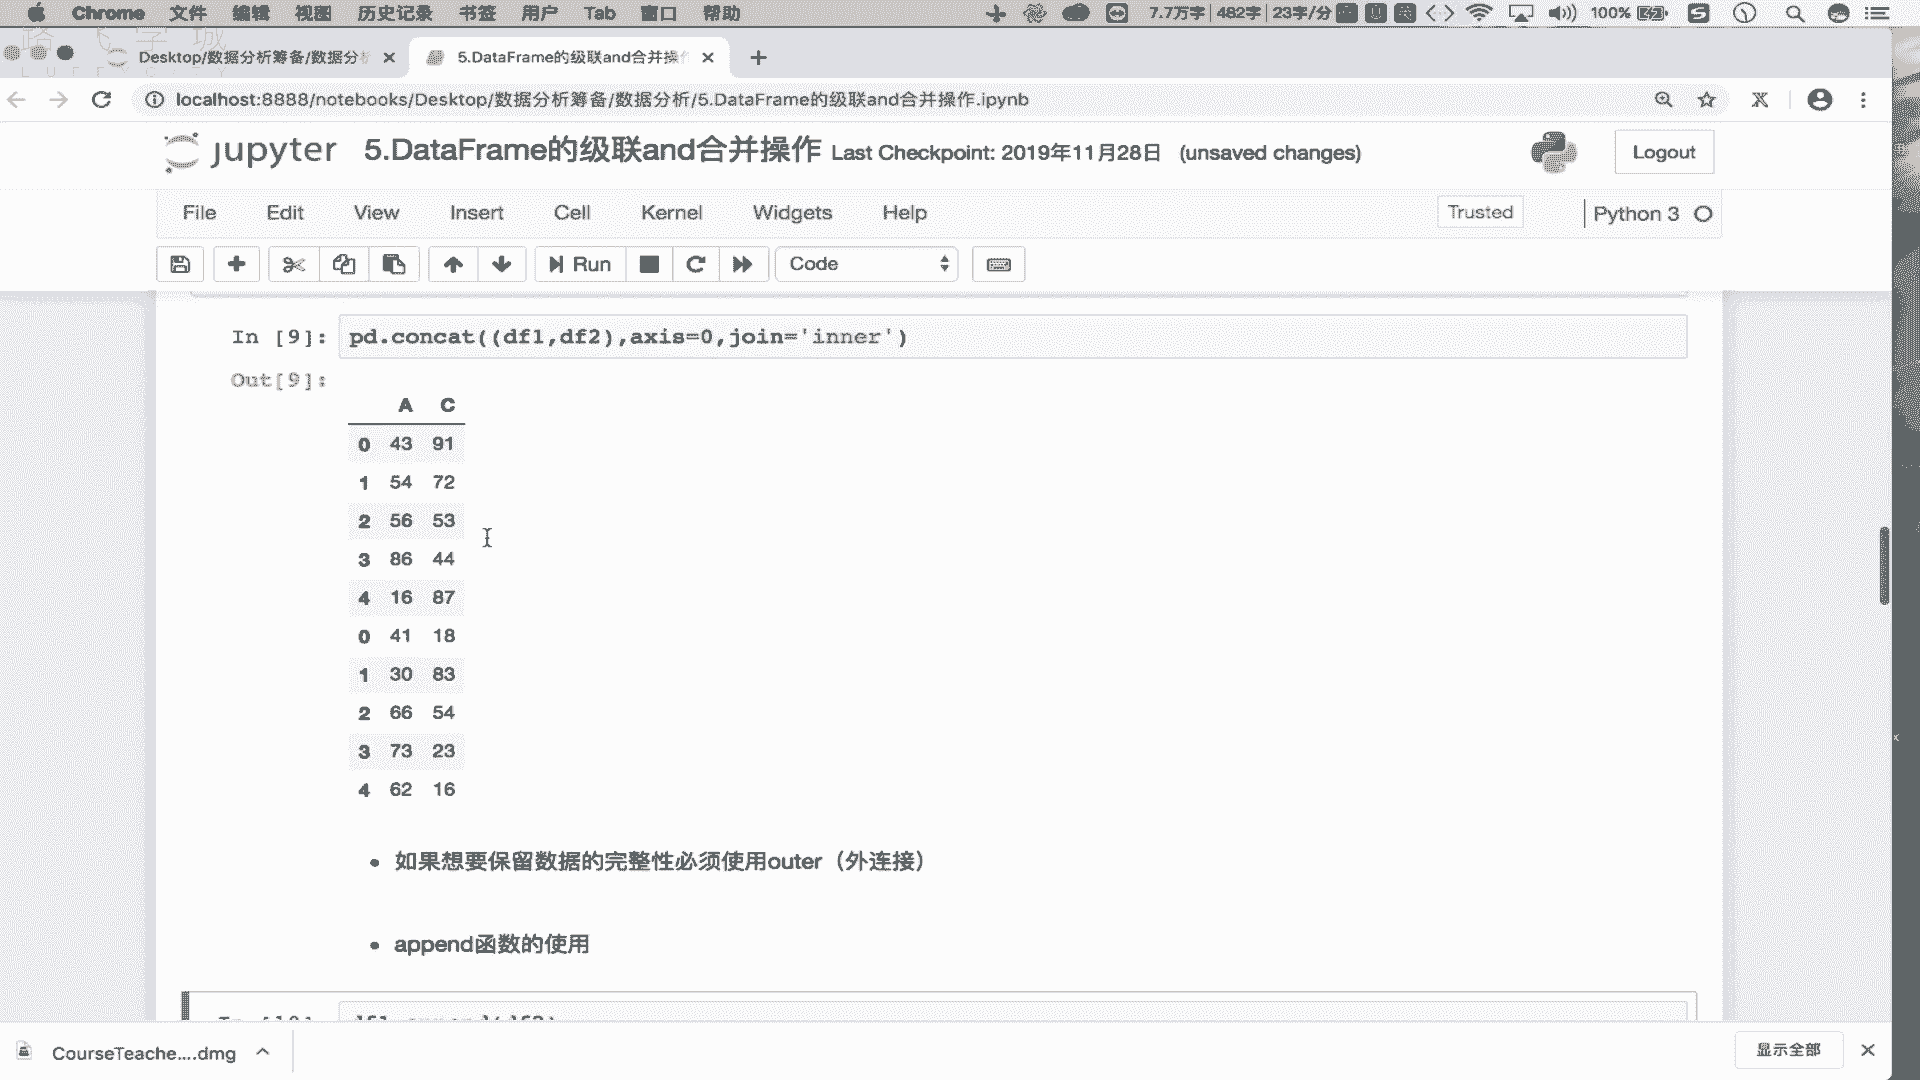 Chrome 文件 编辑 视图 历史记录 书签 用户 Tab 窗口 帮助 7.7万字 482字 23字/分 100%
Desktop/数据分析筹备/数据分 5.DataFrame的级联and合并操
localhost:8888/notebooks/Desktop/数据分析筹备/数据分析/5.DataFrame的级联and合并操作.ipynb
jupyter 5.DataFrame的级联and合并操作 Last Checkpoint: 2019年11月28日 (unsaved changes) Logout
File Edit View Insert Cell Kernel Widgets Help Trusted Python 3
Run Code
In [9]: pd.concat((df1,df2),axis=0,join='inner')
Out[9]:
A C
0 43 91
1 54 72
2 56 53
3 86 44
4 16 87
0 41 18
1 30 83
2 66 54
3 73 23
4 62 16
如果想要保留数据的完整性必须使用outer（外连接）
append函数的使用
CourseTeache....dmg 显示全部